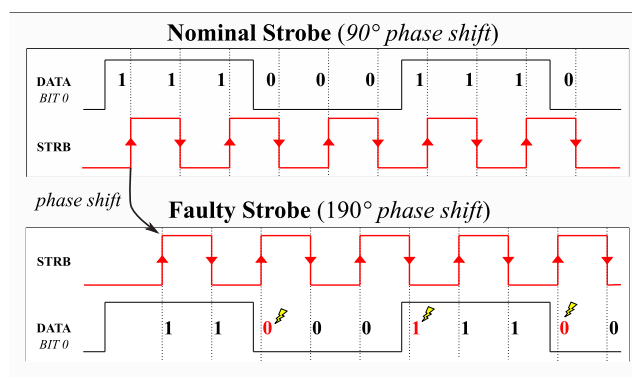 Nominal Strobe (90° phase shift)
DATA 1 1 1 0 0 0 1 1 1 0
BIT 0
STRB
phase shift
Faulty Strobe (190° phase shift)
STRB
DATA 1 1 0 0 0 1 1 1 0 0
BIT 0